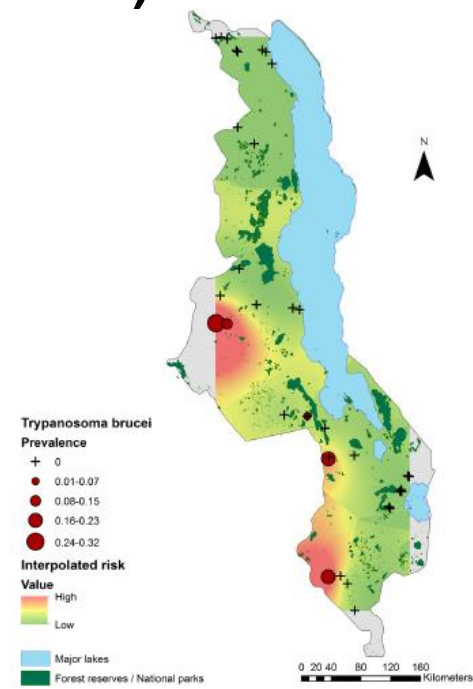 N
Trypanosoma brucei
Prevalence
0
0.01-0.07
0.08-0.15
0.16-0.23
0.24-0.32
Interpolated risk
Value
High
Low
Major lakes
Forest reserves / National parks
0 20 40 80 120 160
Kilometers